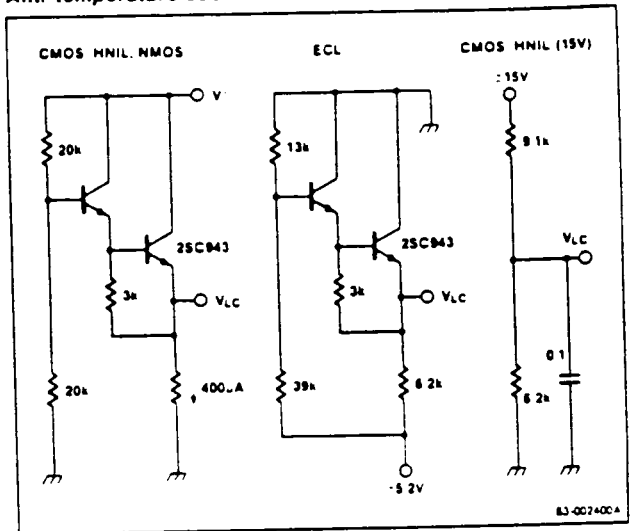 CMOS HNIL, NMOS
ECL
CMOS HNIL (15V)
V
20k
2SC943
3k
VLC
20k
13k
2SC943
3k
VLC
39k
6.2k
-5.2V
15V
9.1k
VLC
0.1
6.2k
83-002400A